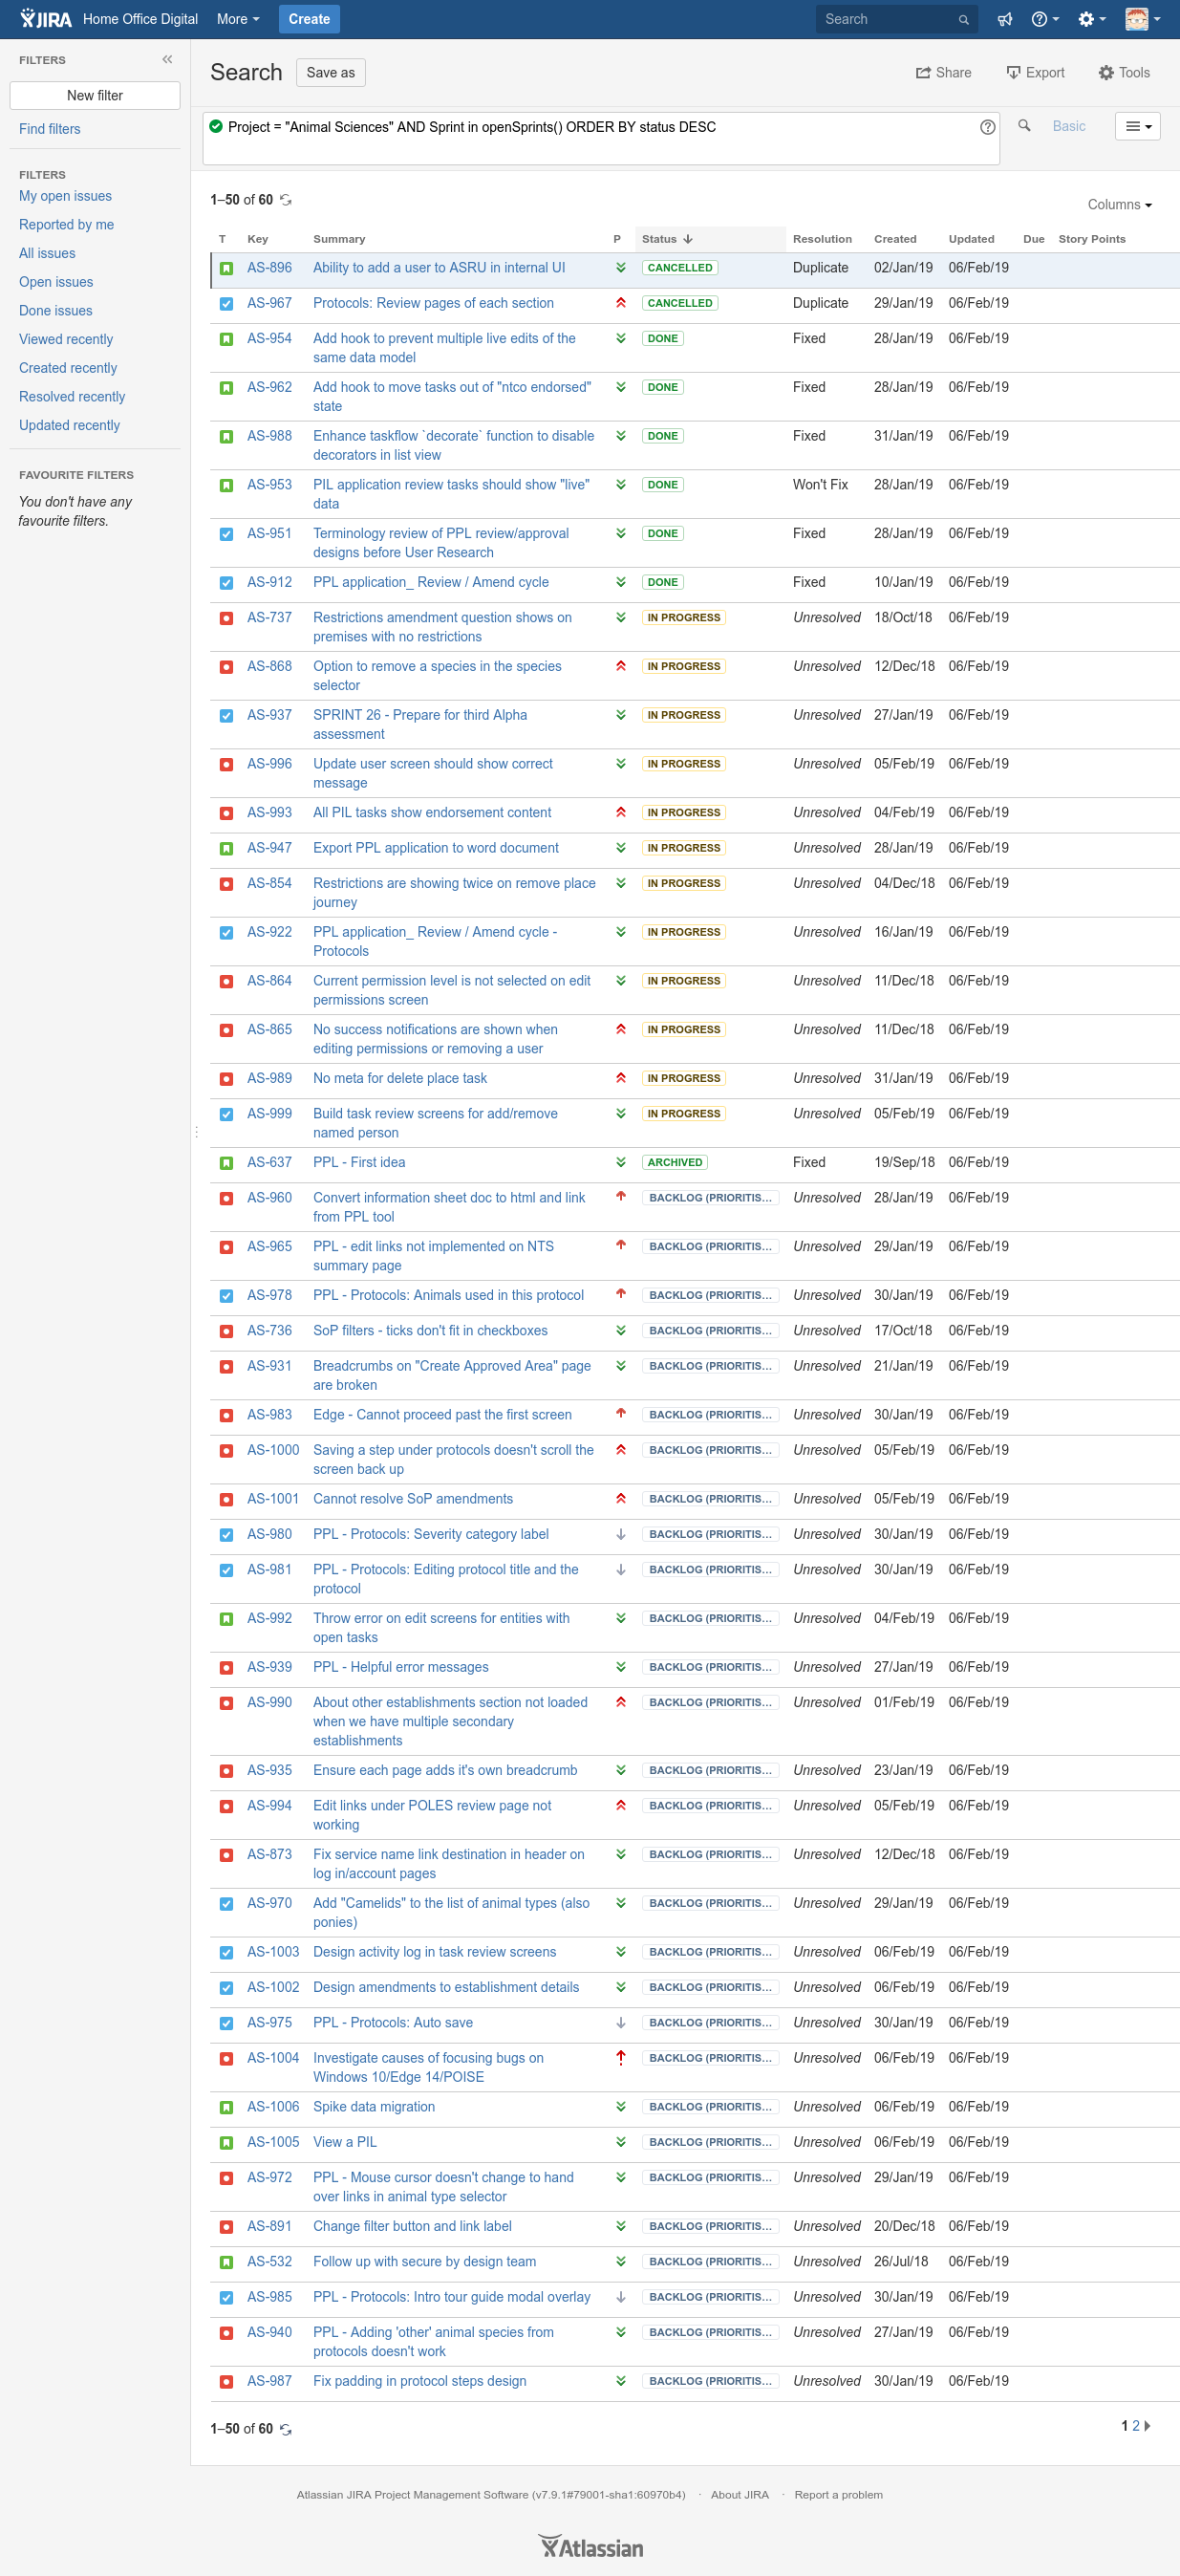 JIRA Home Office Digital More Create Search
FILTERS
New filter
Find filters
FILTERS
My open issues
Reported by me
All issues
Open issues
Done issues
Viewed recently
Created recently
Resolved recently
Updated recently
FAVOURITE FILTERS
You don't have any
favourite filters.
Search Save as Share Export Tools
Project = "Animal Sciences" AND Sprint in openSprints() ORDER BY status DESC Basic
1–50 of 60
Columns
T Key Summary P Status Resolution Created Updated Due Story Points
AS-896 Ability to add a user to ASRU in internal UI CANCELLED Duplicate 02/Jan/19 06/Feb/19
AS-967 Protocols: Review pages of each section CANCELLED Duplicate 29/Jan/19 06/Feb/19
AS-954 Add hook to prevent multiple live edits of the DONE Fixed 28/Jan/19 06/Feb/19
same data model
AS-962 Add hook to move tasks out of "ntco endorsed" DONE Fixed 28/Jan/19 06/Feb/19
state
AS-988 Enhance taskflow `decorate` function to disable DONE Fixed 31/Jan/19 06/Feb/19
decorators in list view
AS-953 PIL application review tasks should show "live" DONE Won't Fix 28/Jan/19 06/Feb/19
data
AS-951 Terminology review of PPL review/approval DONE Fixed 28/Jan/19 06/Feb/19
designs before User Research
AS-912 PPL application_ Review / Amend cycle DONE Fixed 10/Jan/19 06/Feb/19
AS-737 Restrictions amendment question shows on IN PROGRESS Unresolved 18/Oct/18 06/Feb/19
premises with no restrictions
AS-868 Option to remove a species in the species IN PROGRESS Unresolved 12/Dec/18 06/Feb/19
selector
AS-937 SPRINT 26 - Prepare for third Alpha IN PROGRESS Unresolved 27/Jan/19 06/Feb/19
assessment
AS-996 Update user screen should show correct IN PROGRESS Unresolved 05/Feb/19 06/Feb/19
message
AS-993 All PIL tasks show endorsement content IN PROGRESS Unresolved 04/Feb/19 06/Feb/19
AS-947 Export PPL application to word document IN PROGRESS Unresolved 28/Jan/19 06/Feb/19
AS-854 Restrictions are showing twice on remove place IN PROGRESS Unresolved 04/Dec/18 06/Feb/19
journey
AS-922 PPL application_ Review / Amend cycle - IN PROGRESS Unresolved 16/Jan/19 06/Feb/19
Protocols
AS-864 Current permission level is not selected on edit IN PROGRESS Unresolved 11/Dec/18 06/Feb/19
permissions screen
AS-865 No success notifications are shown when IN PROGRESS Unresolved 11/Dec/18 06/Feb/19
editing permissions or removing a user
AS-989 No meta for delete place task IN PROGRESS Unresolved 31/Jan/19 06/Feb/19
AS-999 Build task review screens for add/remove IN PROGRESS Unresolved 05/Feb/19 06/Feb/19
named person
AS-637 PPL - First idea ARCHIVED Fixed 19/Sep/18 06/Feb/19
AS-960 Convert information sheet doc to html and link BACKLOG (PRIORITIS... Unresolved 28/Jan/19 06/Feb/19
from PPL tool
AS-965 PPL - edit links not implemented on NTS BACKLOG (PRIORITIS... Unresolved 29/Jan/19 06/Feb/19
summary page
AS-978 PPL - Protocols: Animals used in this protocol BACKLOG (PRIORITIS... Unresolved 30/Jan/19 06/Feb/19
AS-736 SoP filters - ticks don't fit in checkboxes BACKLOG (PRIORITIS... Unresolved 17/Oct/18 06/Feb/19
AS-931 Breadcrumbs on "Create Approved Area" page BACKLOG (PRIORITIS... Unresolved 21/Jan/19 06/Feb/19
are broken
AS-983 Edge - Cannot proceed past the first screen BACKLOG (PRIORITIS... Unresolved 30/Jan/19 06/Feb/19
AS-1000 Saving a step under protocols doesn't scroll the BACKLOG (PRIORITIS... Unresolved 05/Feb/19 06/Feb/19
screen back up
AS-1001 Cannot resolve SoP amendments BACKLOG (PRIORITIS... Unresolved 05/Feb/19 06/Feb/19
AS-980 PPL - Protocols: Severity category label BACKLOG (PRIORITIS... Unresolved 30/Jan/19 06/Feb/19
AS-981 PPL - Protocols: Editing protocol title and the BACKLOG (PRIORITIS... Unresolved 30/Jan/19 06/Feb/19
protocol
AS-992 Throw error on edit screens for entities with BACKLOG (PRIORITIS... Unresolved 04/Feb/19 06/Feb/19
open tasks
AS-939 PPL - Helpful error messages BACKLOG (PRIORITIS... Unresolved 27/Jan/19 06/Feb/19
AS-990 About other establishments section not loaded BACKLOG (PRIORITIS... Unresolved 01/Feb/19 06/Feb/19
when we have multiple secondary
establishments
AS-935 Ensure each page adds it's own breadcrumb BACKLOG (PRIORITIS... Unresolved 23/Jan/19 06/Feb/19
AS-994 Edit links under POLES review page not BACKLOG (PRIORITIS... Unresolved 05/Feb/19 06/Feb/19
working
AS-873 Fix service name link destination in header on BACKLOG (PRIORITIS... Unresolved 12/Dec/18 06/Feb/19
log in/account pages
AS-970 Add "Camelids" to the list of animal types (also BACKLOG (PRIORITIS... Unresolved 29/Jan/19 06/Feb/19
ponies)
AS-1003 Design activity log in task review screens BACKLOG (PRIORITIS... Unresolved 06/Feb/19 06/Feb/19
AS-1002 Design amendments to establishment details BACKLOG (PRIORITIS... Unresolved 06/Feb/19 06/Feb/19
AS-975 PPL - Protocols: Auto save BACKLOG (PRIORITIS... Unresolved 30/Jan/19 06/Feb/19
AS-1004 Investigate causes of focusing bugs on BACKLOG (PRIORITIS... Unresolved 06/Feb/19 06/Feb/19
Windows 10/Edge 14/POISE
AS-1006 Spike data migration BACKLOG (PRIORITIS... Unresolved 06/Feb/19 06/Feb/19
AS-1005 View a PIL BACKLOG (PRIORITIS... Unresolved 06/Feb/19 06/Feb/19
AS-972 PPL - Mouse cursor doesn't change to hand BACKLOG (PRIORITIS... Unresolved 29/Jan/19 06/Feb/19
over links in animal type selector
AS-891 Change filter button and link label BACKLOG (PRIORITIS... Unresolved 20/Dec/18 06/Feb/19
AS-532 Follow up with secure by design team BACKLOG (PRIORITIS... Unresolved 26/Jul/18 06/Feb/19
AS-985 PPL - Protocols: Intro tour guide modal overlay BACKLOG (PRIORITIS... Unresolved 30/Jan/19 06/Feb/19
AS-940 PPL - Adding 'other' animal species from BACKLOG (PRIORITIS... Unresolved 27/Jan/19 06/Feb/19
protocols doesn't work
AS-987 Fix padding in protocol steps design BACKLOG (PRIORITIS... Unresolved 30/Jan/19 06/Feb/19
1–50 of 60 1 2
Atlassian JIRA Project Management Software (v7.9.1#79001-sha1:60970b4) · About JIRA · Report a problem
Atlassian